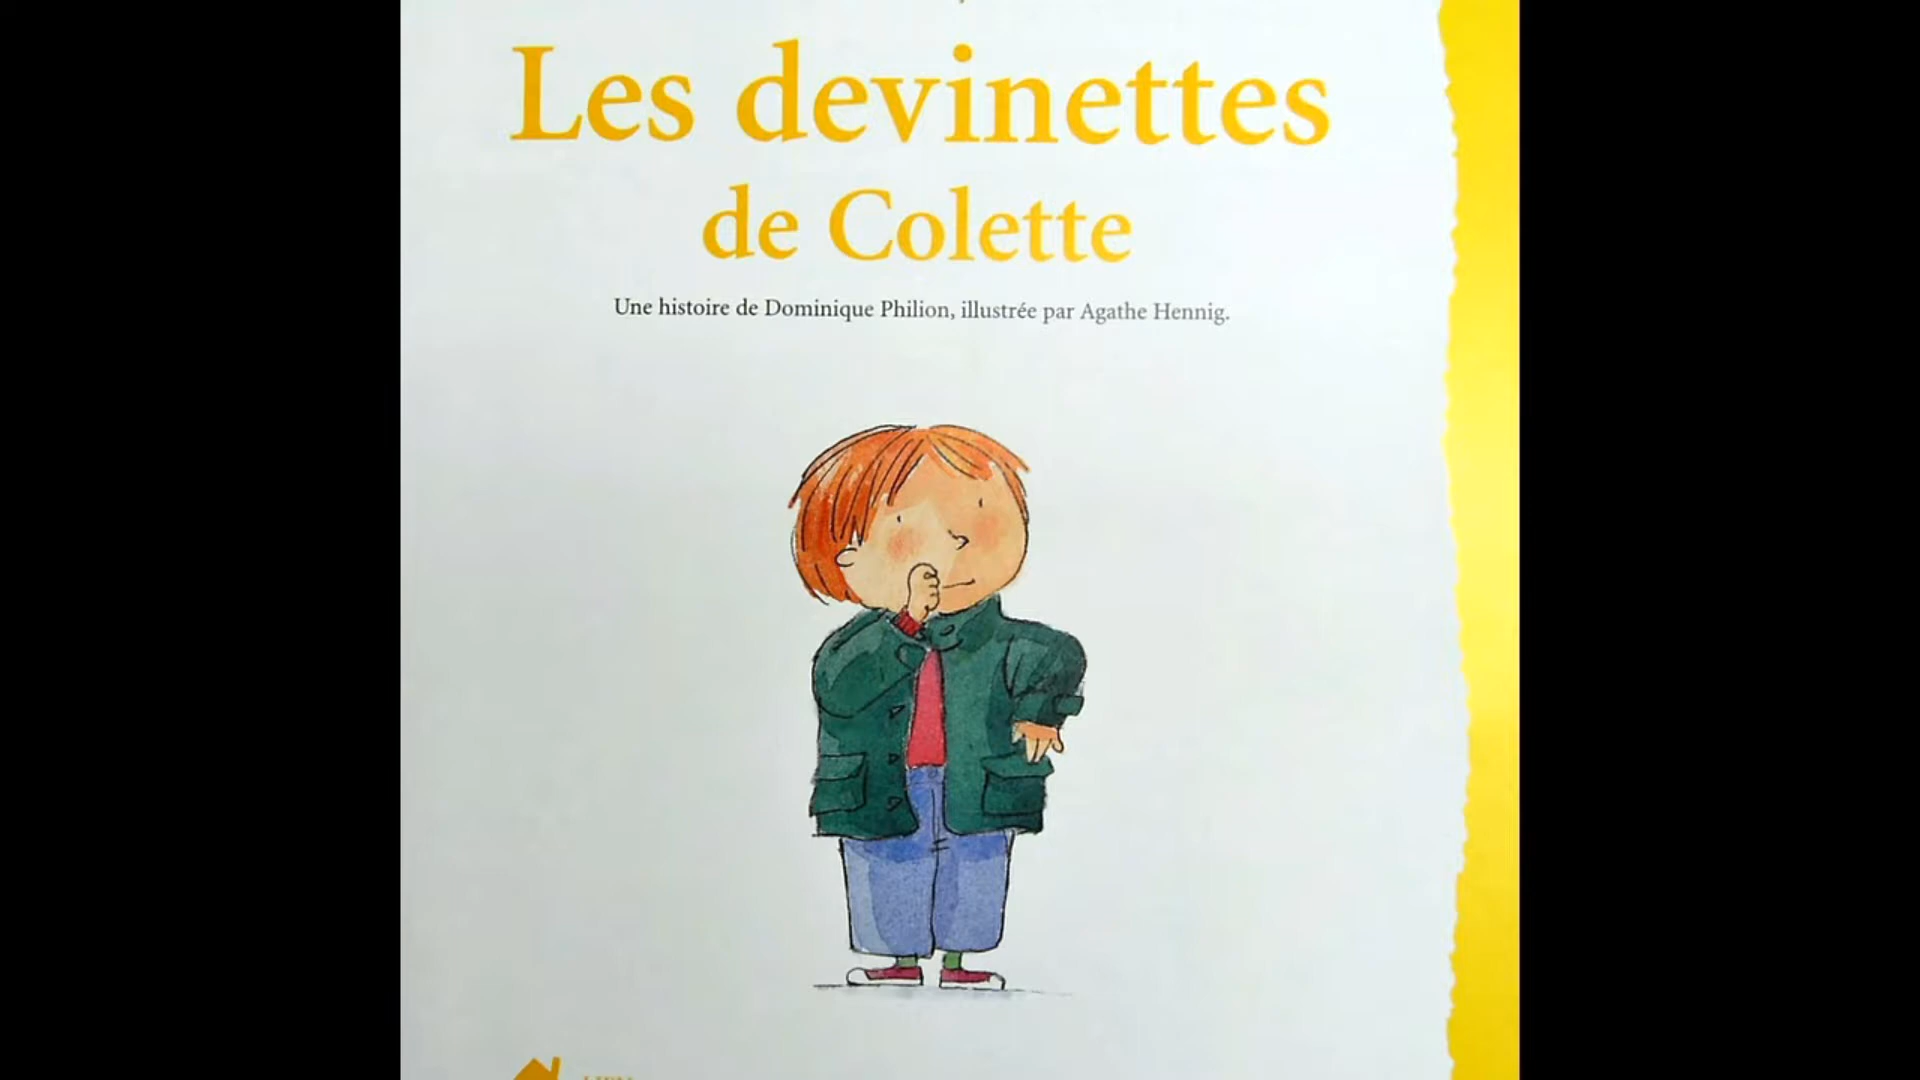 Les devinettes
de Colette
Une histoire de Dominique Philion, illustrée par Agathe Hennig.